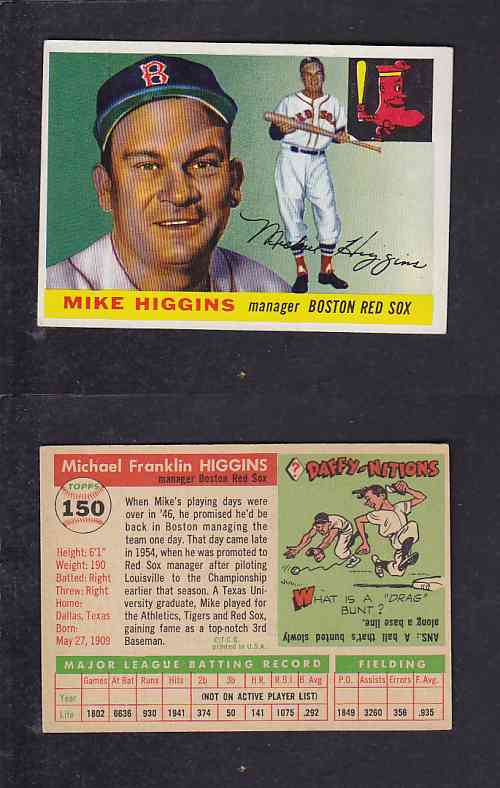 B
RED SOX
Michael Higgins
MIKE HIGGINS manager BOSTON RED SOX
Michael Franklin HIGGINS
manager Boston Red Sox
TOPPS
150
Height: 6'1"
Weight: 190
Batted: Right
Threw: Right
Home:
Dallas, Texas
Born:
May 27, 1909
When Mike's playing days were
over in '46, he promised he'd be
back in Boston managing the
team one day. That day came late
in 1954, when he was promoted to
Red Sox manager after piloting
Louisville to the Championship
earlier that season. A Texas Uni-
versity graduate, Mike played for
the Athletics, Tigers and Red Sox,
gaining fame as a top-notch 3rd
Baseman.
©T.C.G.
printed in U.S.A.
? DAFFY-NITIONS
WHAT IS A "DRAG"
BUNT?
ANS.: A ball that's bunted slowly
along base line.
MAJOR LEAGUE BATTING RECORD FIELDING
Games At Bat Runs Hits 2b 3b H.R. R.B.I. B. Avg P.O. Assists Errors F. Avg.
Year (NOT ON ACTIVE PLAYER LIST)
Life 1802 6636 930 1941 374 50 141 1075 .292 1849 3260 356 .935